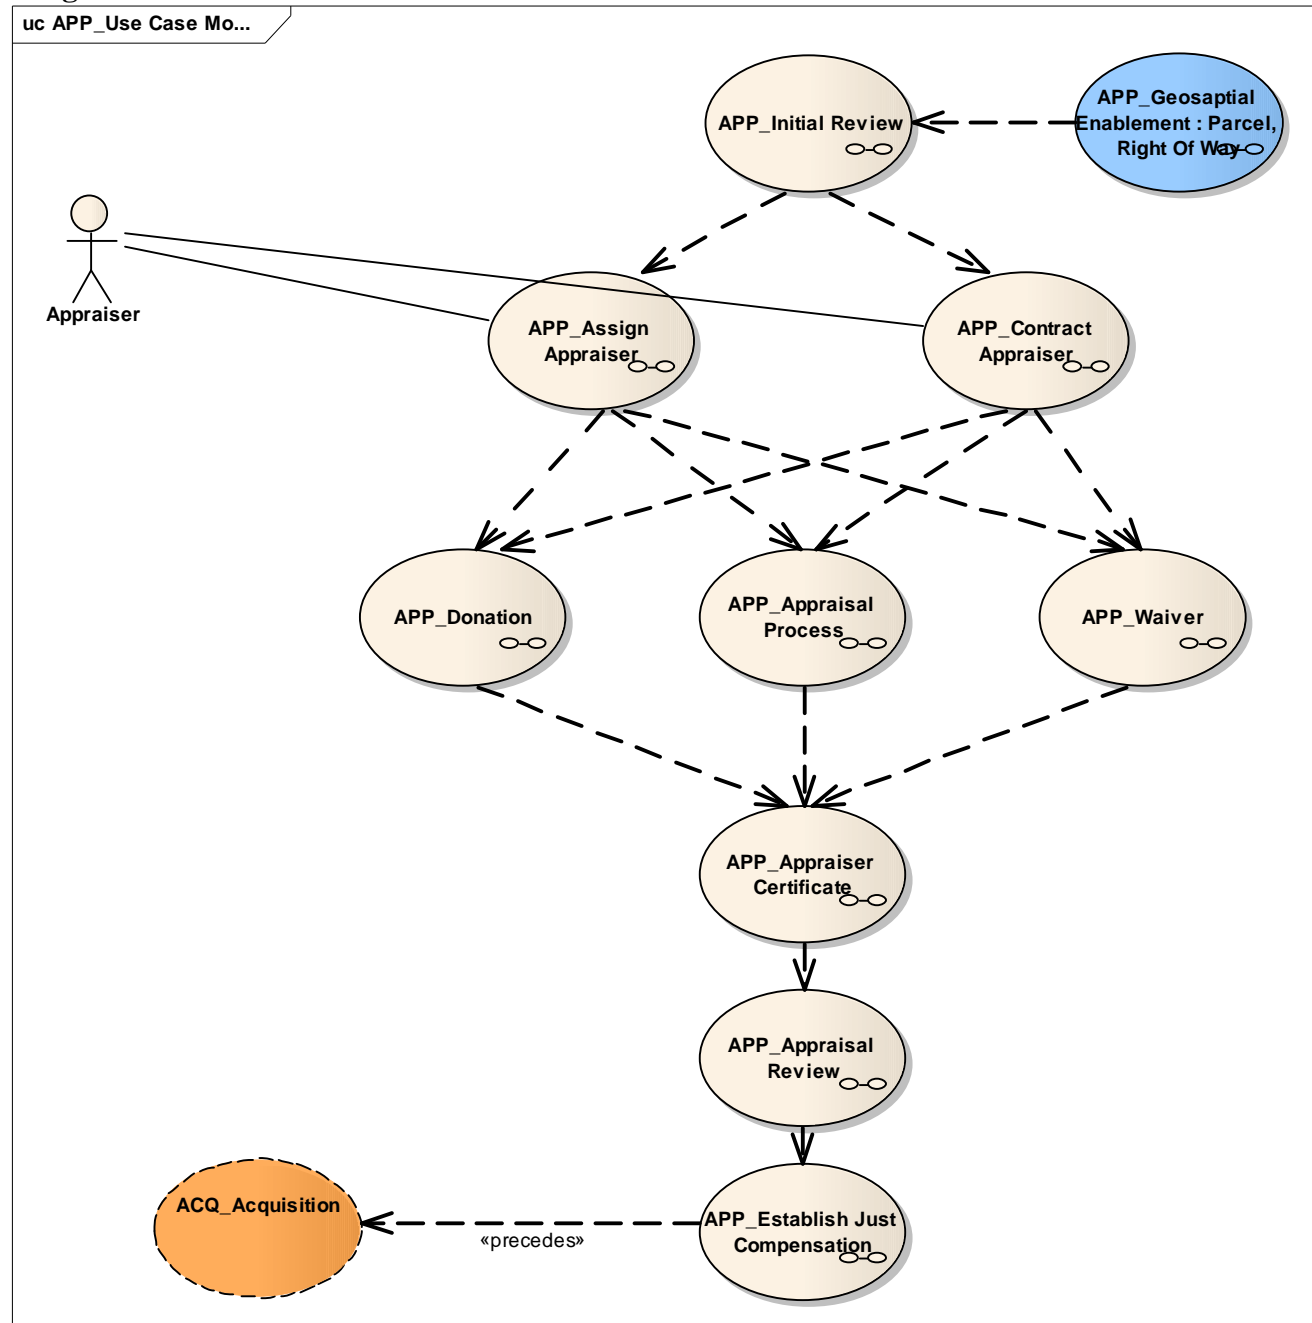 uc APP_Use Case Mo...
APP_Initial Review
APP_Geosaptial
Enablement : Parcel,
Right Of Way
Appraiser
APP_Assign
Appraiser
APP_Contract
Appraiser
APP_Donation
APP_Appraisal
Process
APP_Waiver
APP_Appraiser
Certificate
APP_Appraisal
Review
ACQ_Acquisition
«precedes»
APP_Establish Just
Compensation